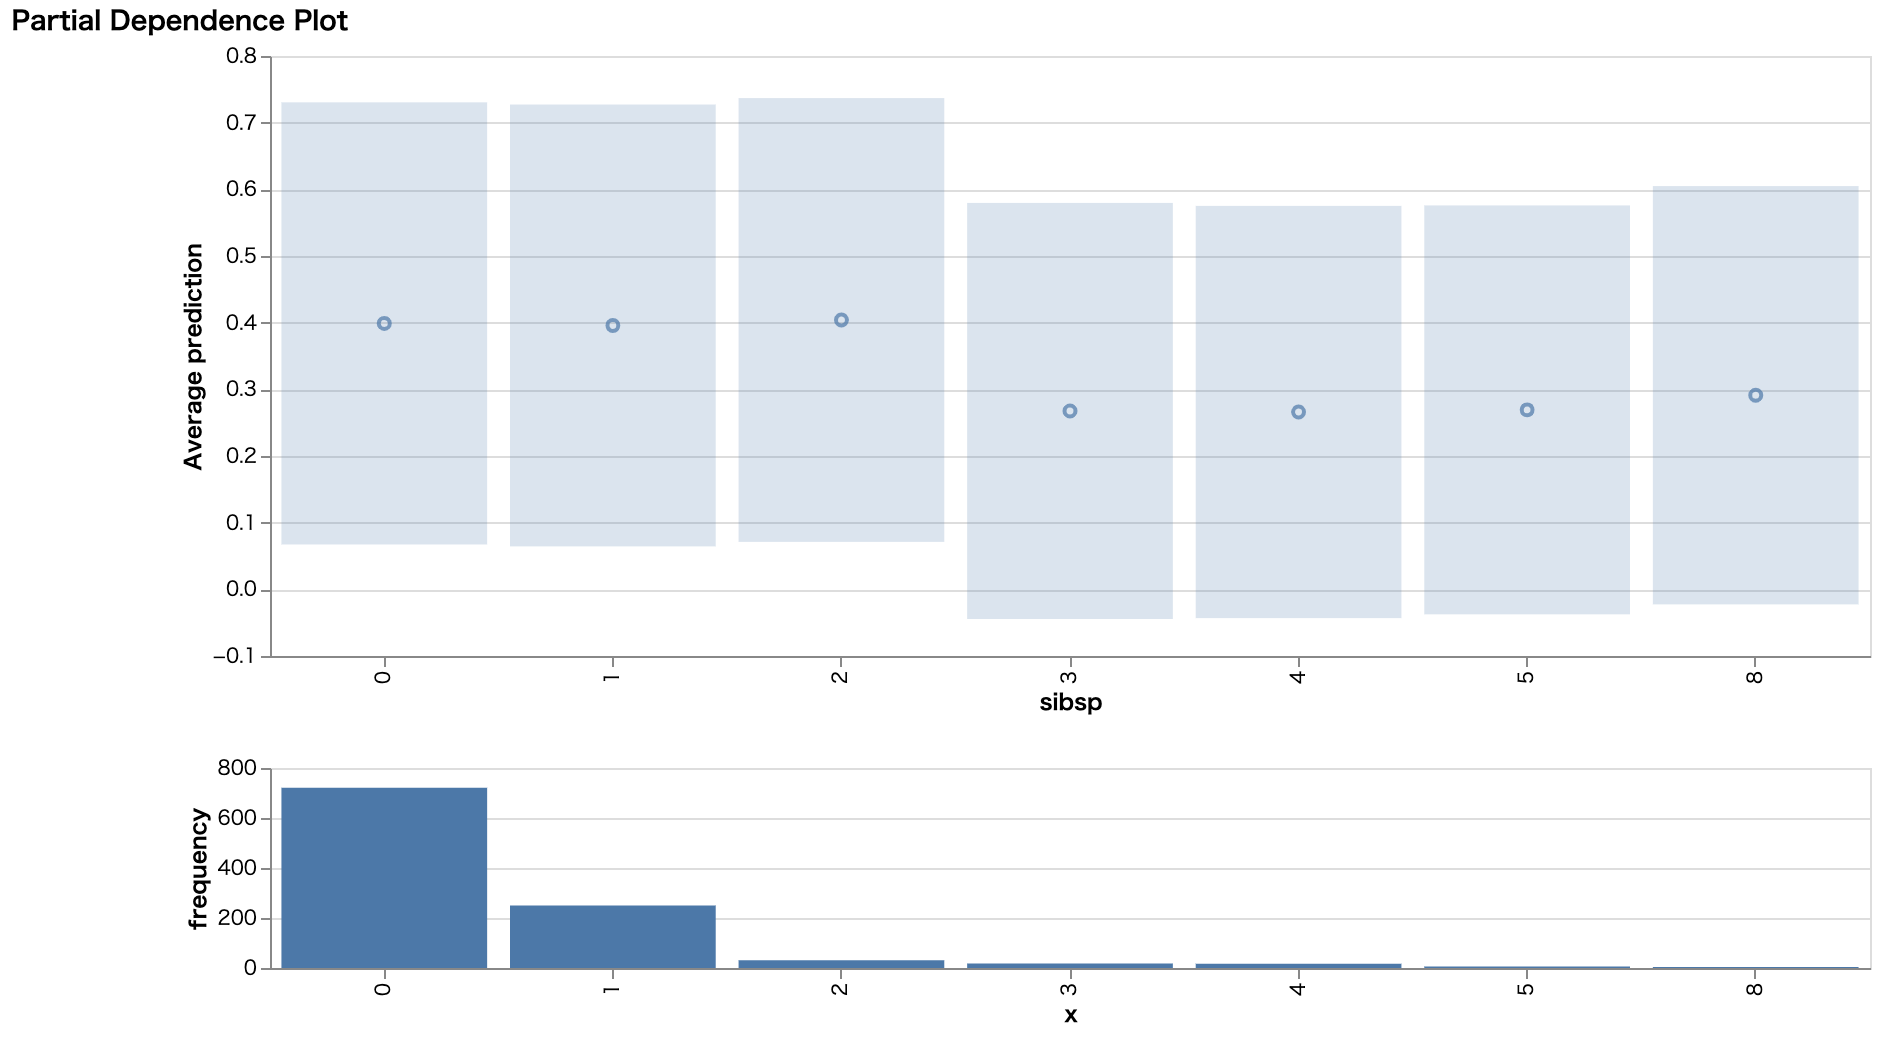 Partial Dependence Plot
0.8
0.7
0.6
0.5
0.4
0.3
0.2
0.1
0.0
−0.1
Average prediction
0 1 2 3 4 5 8
sibsp
800
600
400
200
0
frequency
0 1 2 3 4 5 8
x